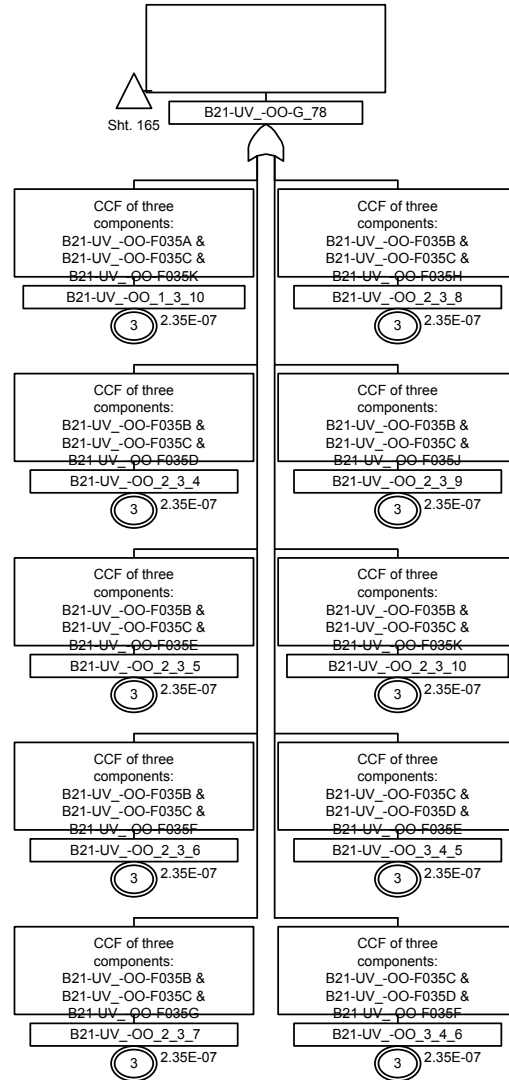 Sht. 165
B21-UV_-OO-G_78
CCF of three
components:
B21-UV_-OO-F035A &
B21-UV_-OO-F035C &
B21-UV_-OO-F035K
B21-UV_-OO_1_3_10
3
2.35E-07
CCF of three
components:
B21-UV_-OO-F035B &
B21-UV_-OO-F035C &
B21-UV_-OO-F035H
B21-UV_-OO_2_3_8
3
2.35E-07
CCF of three
components:
B21-UV_-OO-F035B &
B21-UV_-OO-F035C &
B21-UV_-OO-F035D
B21-UV_-OO_2_3_4
3
2.35E-07
CCF of three
components:
B21-UV_-OO-F035B &
B21-UV_-OO-F035C &
B21-UV_-OO-F035J
B21-UV_-OO_2_3_9
3
2.35E-07
CCF of three
components:
B21-UV_-OO-F035B &
B21-UV_-OO-F035C &
B21-UV_-OO-F035E
B21-UV_-OO_2_3_5
3
2.35E-07
CCF of three
components:
B21-UV_-OO-F035B &
B21-UV_-OO-F035C &
B21-UV_-OO-F035K
B21-UV_-OO_2_3_10
3
2.35E-07
CCF of three
components:
B21-UV_-OO-F035B &
B21-UV_-OO-F035C &
B21-UV_-OO-F035F
B21-UV_-OO_2_3_6
3
2.35E-07
CCF of three
components:
B21-UV_-OO-F035C &
B21-UV_-OO-F035D &
B21-UV_-OO-F035E
B21-UV_-OO_3_4_5
3
2.35E-07
CCF of three
components:
B21-UV_-OO-F035B &
B21-UV_-OO-F035C &
B21-UV_-OO-F035G
B21-UV_-OO_2_3_7
3
2.35E-07
CCF of three
components:
B21-UV_-OO-F035C &
B21-UV_-OO-F035D &
B21-UV_-OO-F035F
B21-UV_-OO_3_4_6
3
2.35E-07